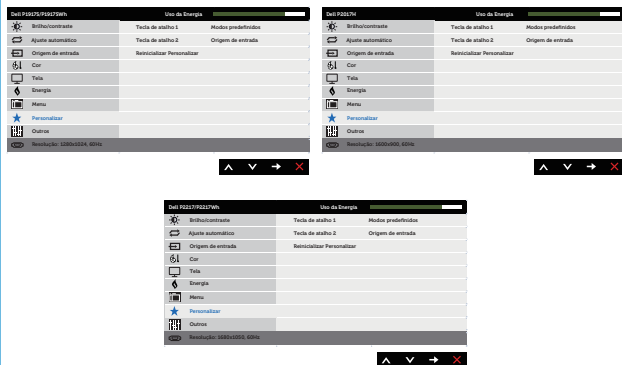 Dell P1917S/P1917SWh Uso da Energia
Brilho/contraste Tecla de atalho 1 Modos predefinidos
Ajuste automático Tecla de atalho 2 Origem de entrada
Origem de entrada Reinicializar Personalizar
Cor
Tela
Energia
Menu
Personalizar
Outros
Resolução: 1280x1024, 60Hz
Dell P2017H Uso da Energia
Brilho/contraste Tecla de atalho 1 Modos predefinidos
Ajuste automático Tecla de atalho 2 Origem de entrada
Origem de entrada Reinicializar Personalizar
Cor
Tela
Energia
Menu
Personalizar
Outros
Resolução: 1600x900, 60Hz
Dell P2217/P2217Wh Uso da Energia
Brilho/contraste Tecla de atalho 1 Modos predefinidos
Ajuste automático Tecla de atalho 2 Origem de entrada
Origem de entrada Reinicializar Personalizar
Cor
Tela
Energia
Menu
Personalizar
Outros
Resolução: 1680x1050, 60Hz